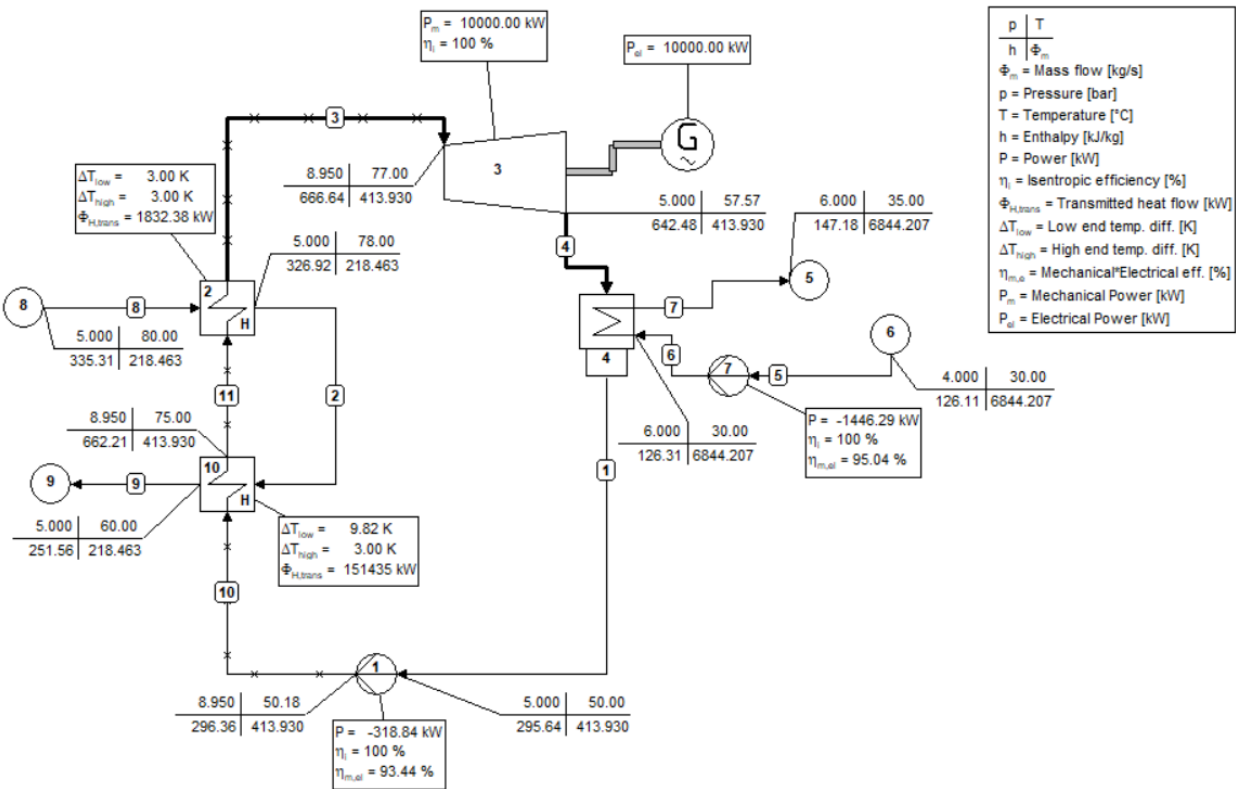 P_m = 10000.00 kW
η_i = 100 %
P_el = 10000.00 kW
G
~
p | T
h | Φ_m
Φ_m = Mass flow [kg/s]
p = Pressure [bar]
T = Temperature [°C]
h = Enthalpy [kJ/kg]
P = Power [kW]
η_i = Isentropic efficiency [%]
Φ_H,trans = Transmitted heat flow [kW]
ΔT_low = Low end temp. diff. [K]
ΔT_high = High end temp. diff. [K]
η_m,e = Mechanical*Electrical eff. [%]
P_m = Mechanical Power [kW]
P_el = Electrical Power [kW]
3
3
ΔT_low = 3.00 K
ΔT_high = 3.00 K
Φ_H,trans = 1832.38 kW
8.950 | 77.00
666.64 | 413.930
5.000 | 57.57
642.48 | 413.930
6.000 | 35.00
147.18 | 6844.207
5.000 | 78.00
326.92 | 218.463
4
2
H
8
8
7
5
5.000 | 80.00
335.31 | 218.463
4
6
7
5
6
4.000 | 30.00
126.11 | 6844.207
11
2
8.950 | 75.00
662.21 | 413.930
6.000 | 30.00
126.31 | 6844.207
P = -1446.29 kW
η_i = 100 %
η_m,el = 95.04 %
10
H
9
9
1
5.000 | 60.00
251.56 | 218.463
ΔT_low = 9.82 K
ΔT_high = 3.00 K
Φ_H,trans = 151435 kW
10
1
8.950 | 50.18
296.36 | 413.930
5.000 | 50.00
295.64 | 413.930
P = -318.84 kW
η_i = 100 %
η_m,el = 93.44 %